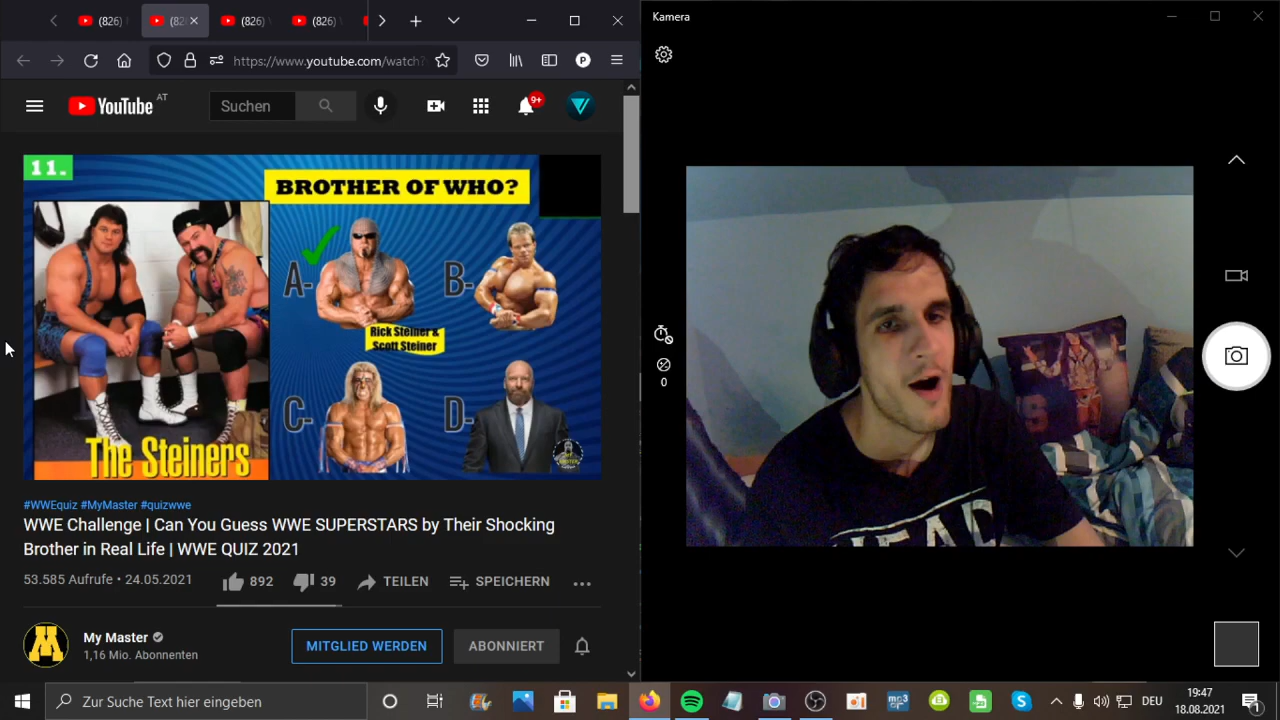 (826)
(82
(826)
(826)
https://www.youtube.com/watch?
YouTube AT
Suchen
9+
11.
BROTHER OF WHO?
A-
B-
Rick Steiner &
Scott Steiner
C-
D-
The Steiners
#WWEquiz #MyMaster #quizwwe
WWE Challenge | Can You Guess WWE SUPERSTARS by Their Shocking
Brother in Real Life | WWE QUIZ 2021
53.585 Aufrufe • 24.05.2021
892
39
TEILEN
SPEICHERN
My Master
1,16 Mio. Abonnenten
MITGLIED WERDEN
ABONNIERT
Kamera
0
Zur Suche Text hier eingeben
mp3
DEU
19:47
18.08.2021
1